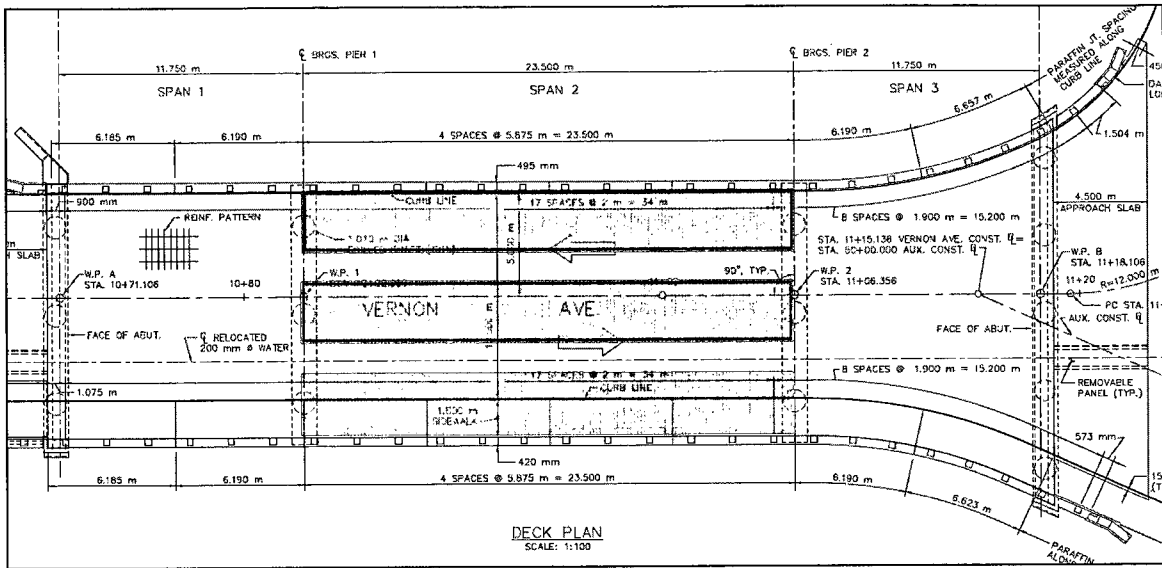 ℄ BRGS. PIER 1
℄ BRGS. PIER 2
11.750 m
23.500 m
11.750 m
SPAN 1
SPAN 2
SPAN 3
PARAFFIN JT. SPACING
MEASURED ALONG
CURB LINE
6.185 m
6.190 m
4 SPACES @ 5.875 m = 23.500 m
6.190 m
6.657 m
1.504 m
495 mm
CURB LINE
17 SPACES @ 2 m = 34 m
900 mm
REINF. PATTERN
4.500 m
APPROACH SLAB
8 SPACES @ 1.900 m = 15.200 m
STA. 11+15.138 VERNON AVE. CONST. ℄=
STA. 50+00.000 AUX. CONST. ℄
W.P. A
STA. 10+71.106
10+80
W.P. 1
90°, TYP.
W.P. 2
STA. 11+06.356
W.P. B
STA. 11+18.106
11+20
R=12.000 m
PC STA.
AUX. CONST. ℄
VERNON AVE.
FACE OF ABUT.
FACE OF ABUT.
℄ RELOCATED
200 mm ø WATER
17 SPACES @ 2 m = 34 m
CURB LINE
8 SPACES @ 1.900 m = 15.200 m
REMOVABLE
PANEL (TYP.)
1.075 m
SIDEWALK
573 mm
420 mm
6.185 m
6.190 m
4 SPACES @ 5.875 m = 23.500 m
6.190 m
6.623 m
DECK PLAN
SCALE: 1:100
PARAFFIN